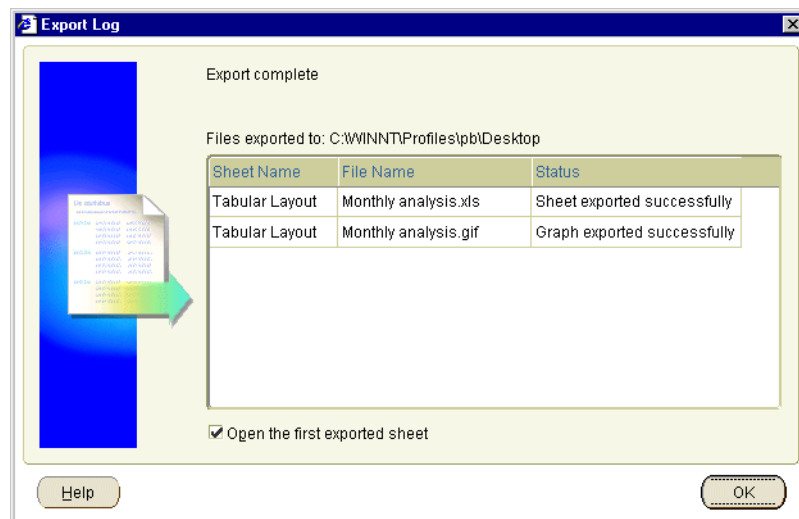 Export Log
Export complete
Files exported to: C:\WINNT\Profiles\pb\Desktop
Sheet Name File Name Status
Tabular Layout Monthly analysis.xls Sheet exported successfully
Tabular Layout Monthly analysis.gif Graph exported successfully
Open the first exported sheet
Help OK